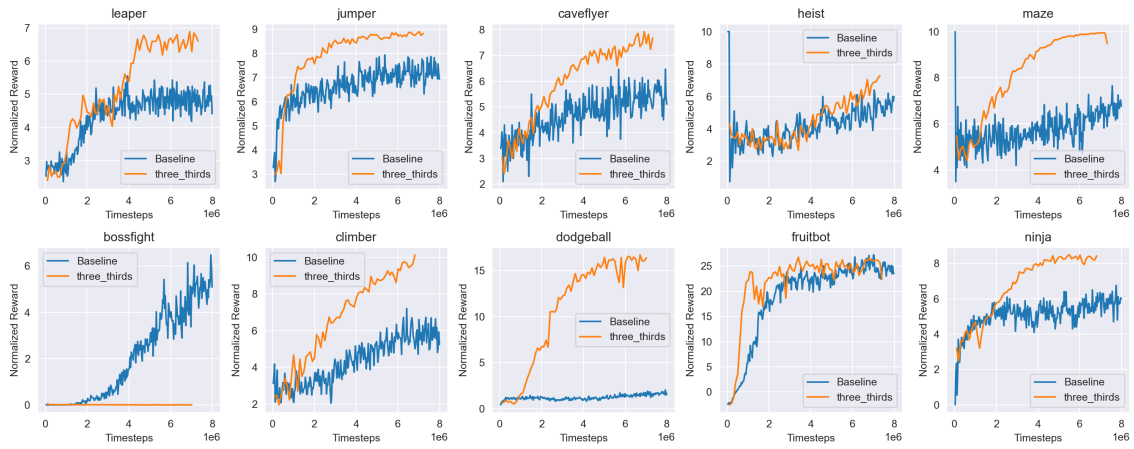 leaper
Normalized Reward
7
6
5
4
3
Baseline
three_thirds
0 2 4 6 8
Timesteps
1e6
jumper
Normalized Reward
9
8
7
6
5
4
3
Baseline
three_thirds
0 2 4 6 8
Timesteps
1e6
caveflyer
Normalized Reward
8
7
6
5
4
3
2
Baseline
three_thirds
0 2 4 6 8
Timesteps
1e6
heist
Normalized Reward
10
8
6
4
2
Baseline
three_thirds
0 2 4 6 8
Timesteps
1e6
maze
Normalized Reward
10
8
6
4
Baseline
three_thirds
0 2 4 6 8
Timesteps
1e6
bossfight
Normalized Reward
6
4
2
0
Baseline
three_thirds
0 2 4 6 8
Timesteps
1e6
climber
Normalized Reward
10
8
6
4
2
Baseline
three_thirds
0 2 4 6 8
Timesteps
1e6
dodgeball
Normalized Reward
15
10
5
0
Baseline
three_thirds
0 2 4 6 8
Timesteps
1e6
fruitbot
Normalized Reward
25
20
15
10
5
0
Baseline
three_thirds
0 2 4 6 8
Timesteps
1e6
ninja
Normalized Reward
8
6
4
2
0
Baseline
three_thirds
0 2 4 6 8
Timesteps
1e6